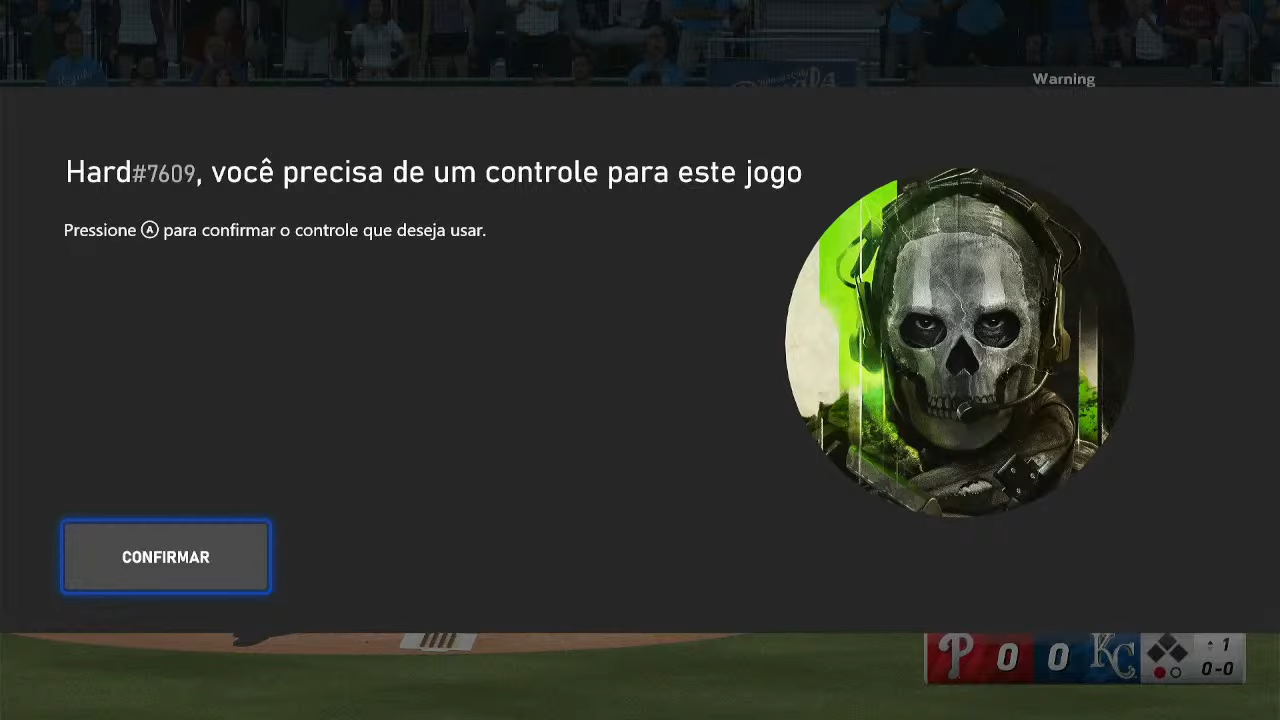 Warning
Hard#7609, você precisa de um controle para este jogo
Pressione Ⓐ para confirmar o controle que deseja usar.
CONFIRMAR
P 0 0 KC 1
0-0